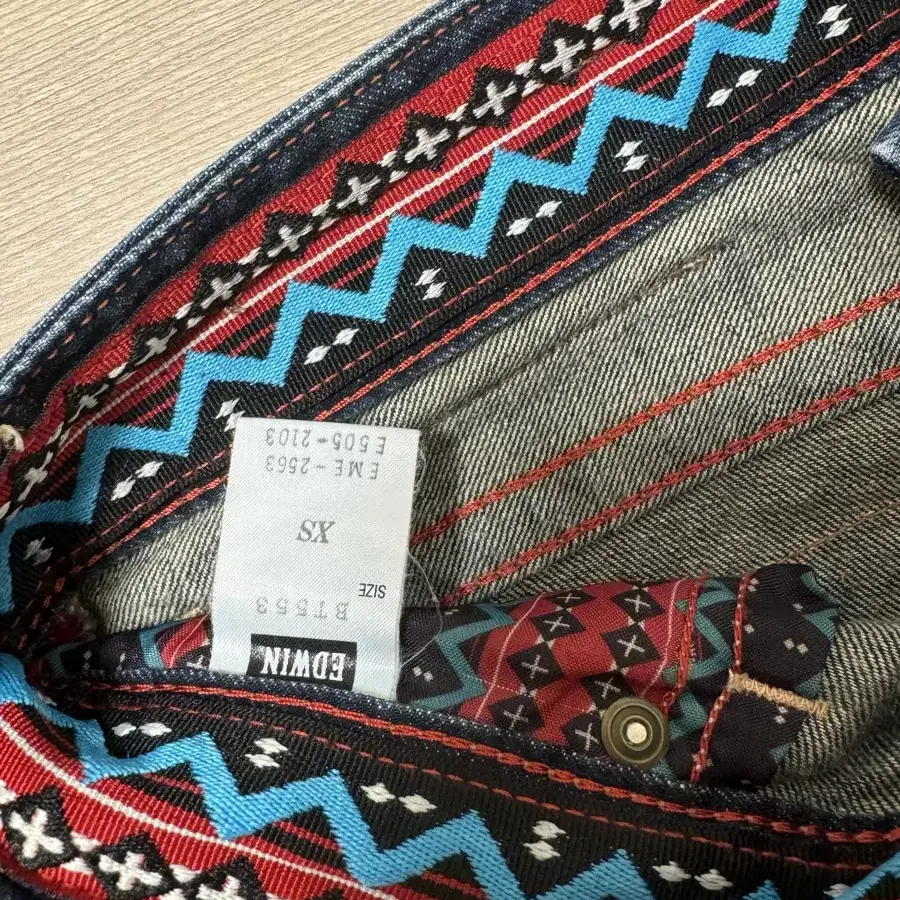 EDWIN
BT553
SIZE
XS
EME-2563
E505-2103